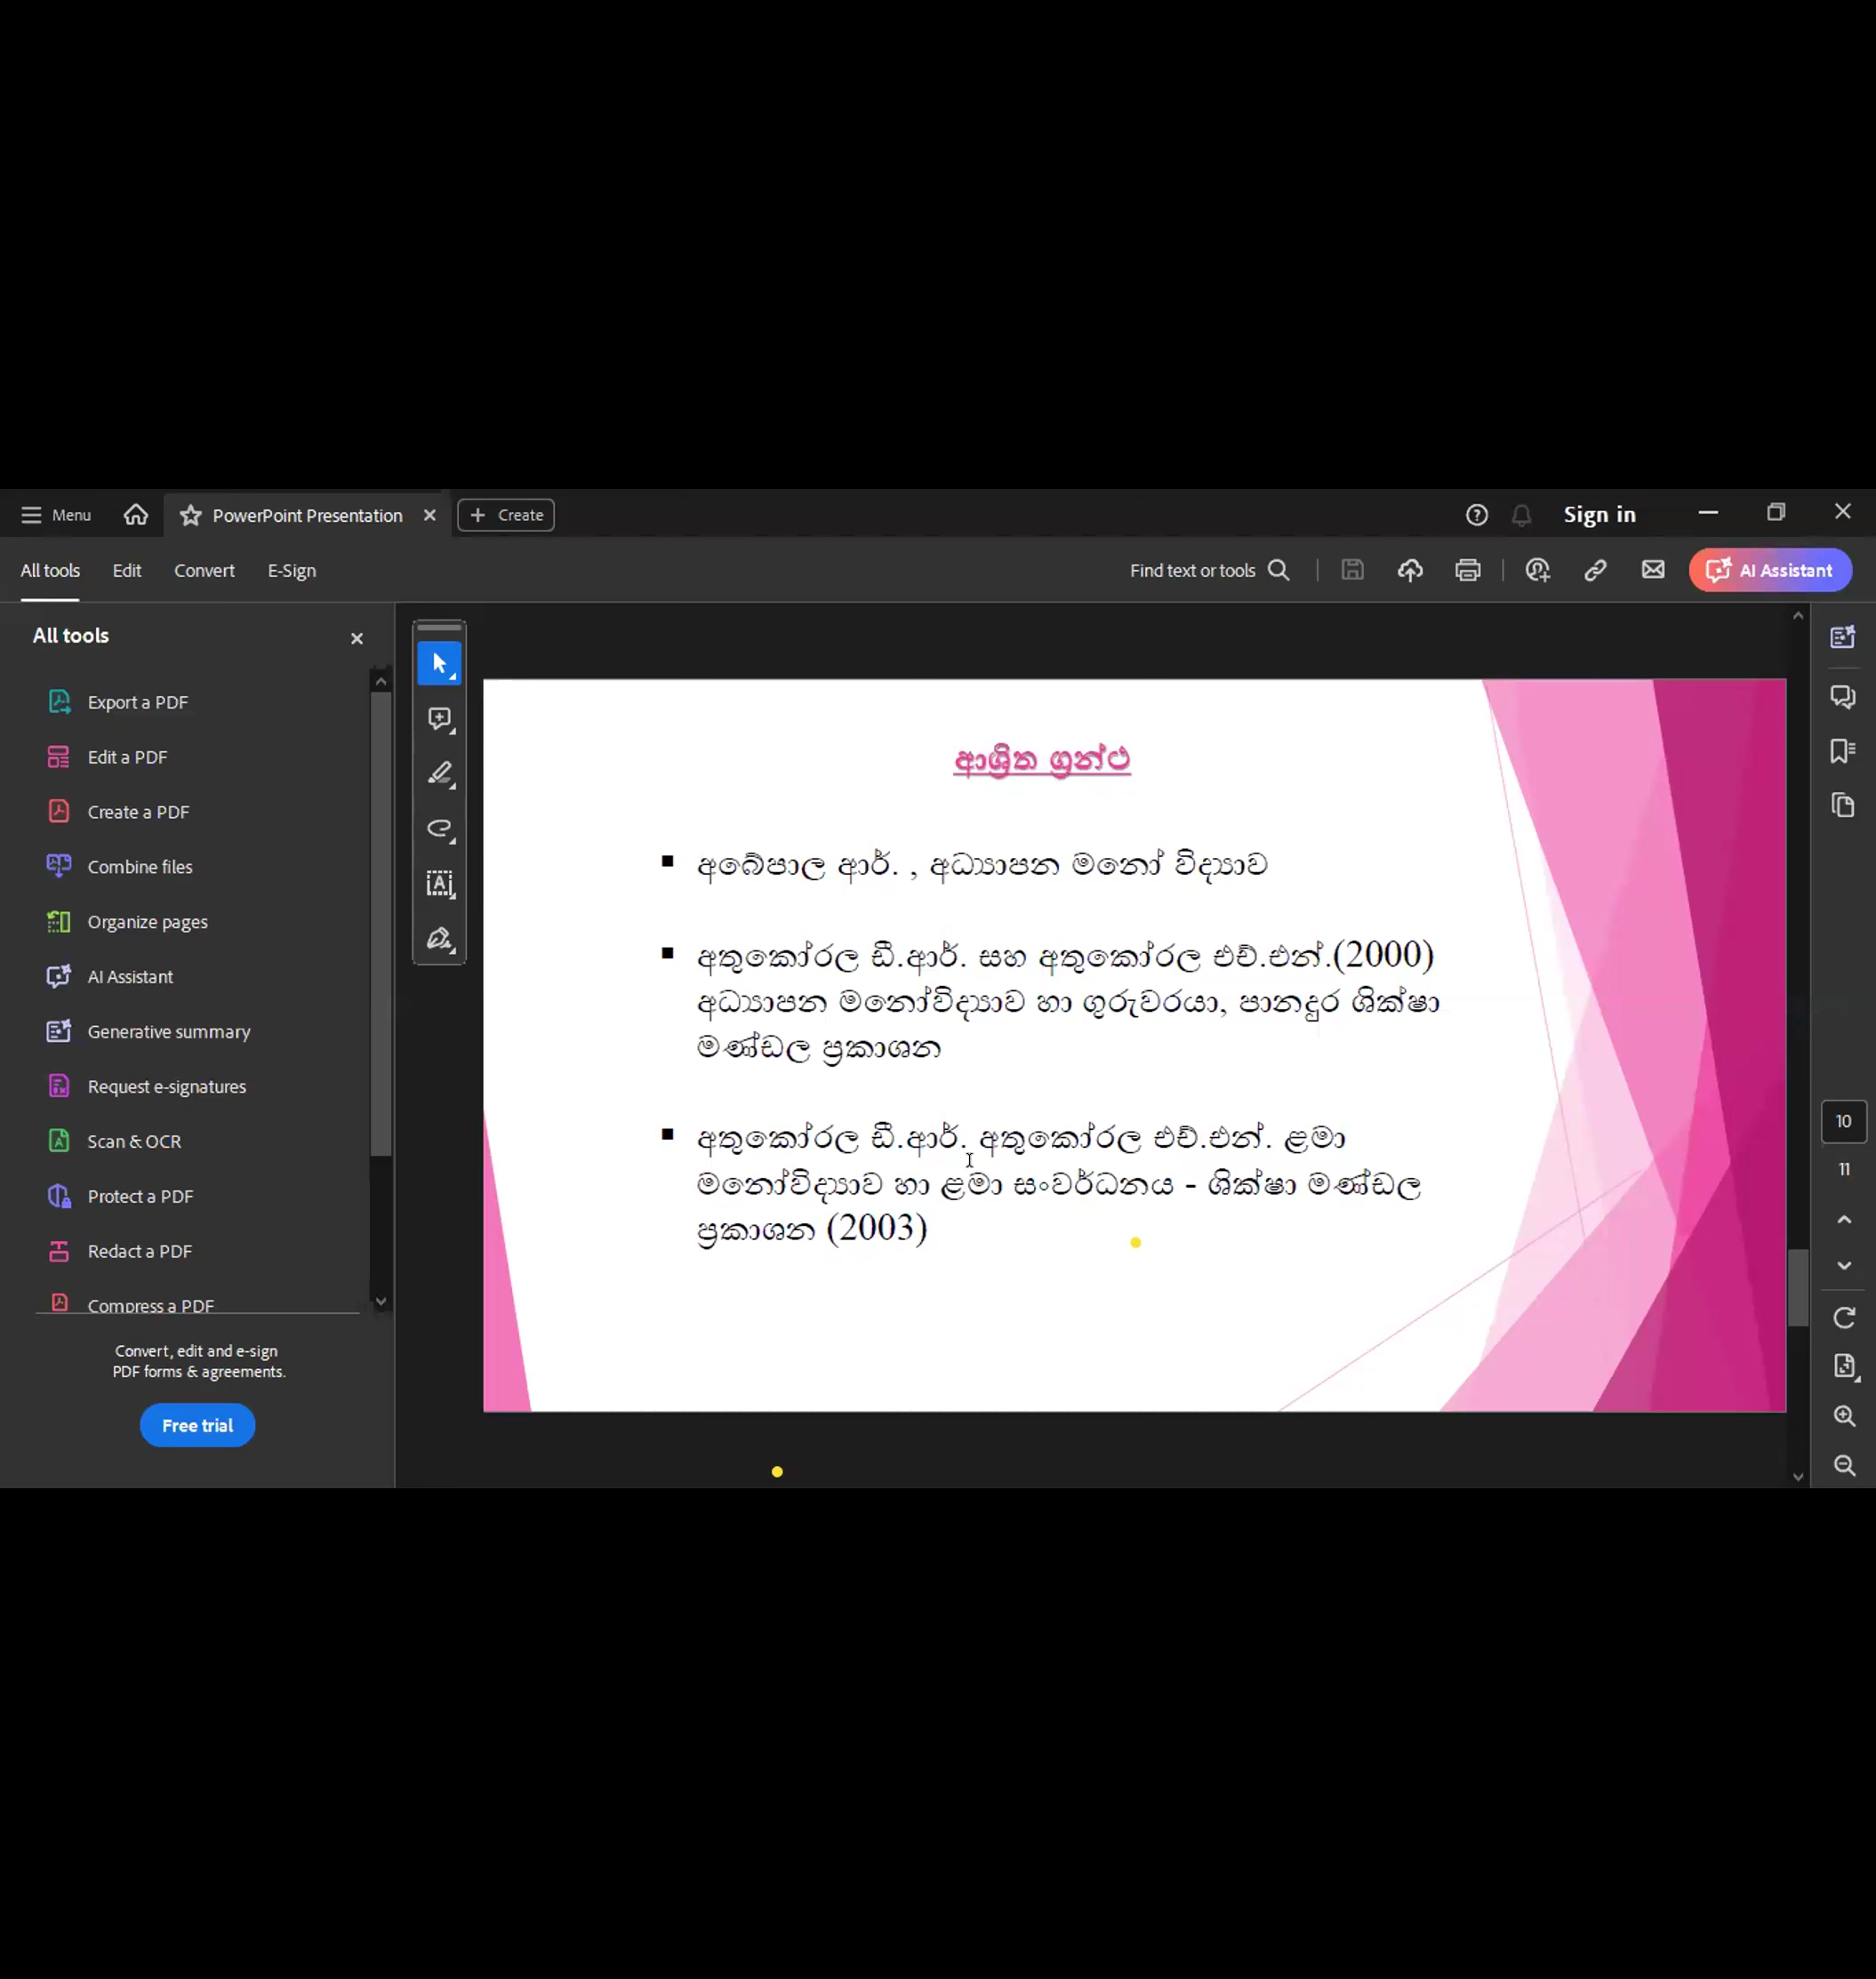 Menu
PowerPoint Presentation
Create
Sign in
All tools
Edit
Convert
E-Sign
Find text or tools
AI Assistant
All tools
Export a PDF
Edit a PDF
Create a PDF
Combine files
Organize pages
AI Assistant
Generative summary
Request e-signatures
Scan & OCR
Protect a PDF
Redact a PDF
Compress a PDF
Convert, edit and e-sign
PDF forms & agreements.
Free trial
ආශ්‍රිත ග්‍රන්ථ
▪ අබේපාල ආර්. , අධ්‍යාපන මනෝ විද්‍යාව
▪ අතුකෝරල ඩී.ආර්. සහ අතුකෝරල එච්.එන්.(2000)
අධ්‍යාපන මනෝවිද්‍යාව හා ගුරුවරයා, පානදුර ශික්ෂා
මණ්ඩල ප්‍රකාශන
▪ අතුකෝරල ඩී.ආර්. අතුකෝරල එච්.එන්. ළමා
මනෝවිද්‍යාව හා ළමා සංවර්ධනය - ශික්ෂා මණ්ඩල
ප්‍රකාශන (2003)
10
11